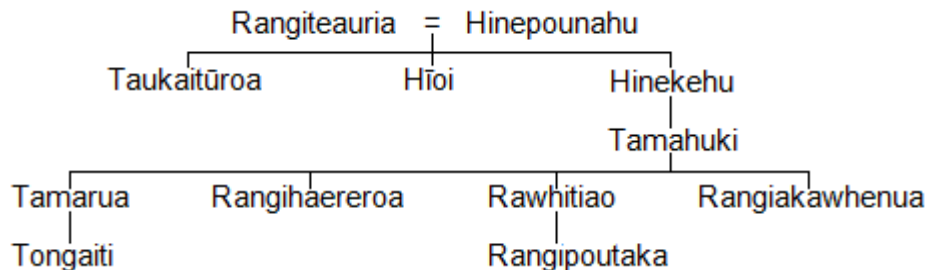 Rangiteauria = Hinepounahu
Taukaitūroa Hīoi Hinekehu
Tamahuki
Tamarua Rangihaereroa Rawhitiao Rangiakawhenua
Tongaiti Rangipoutaka